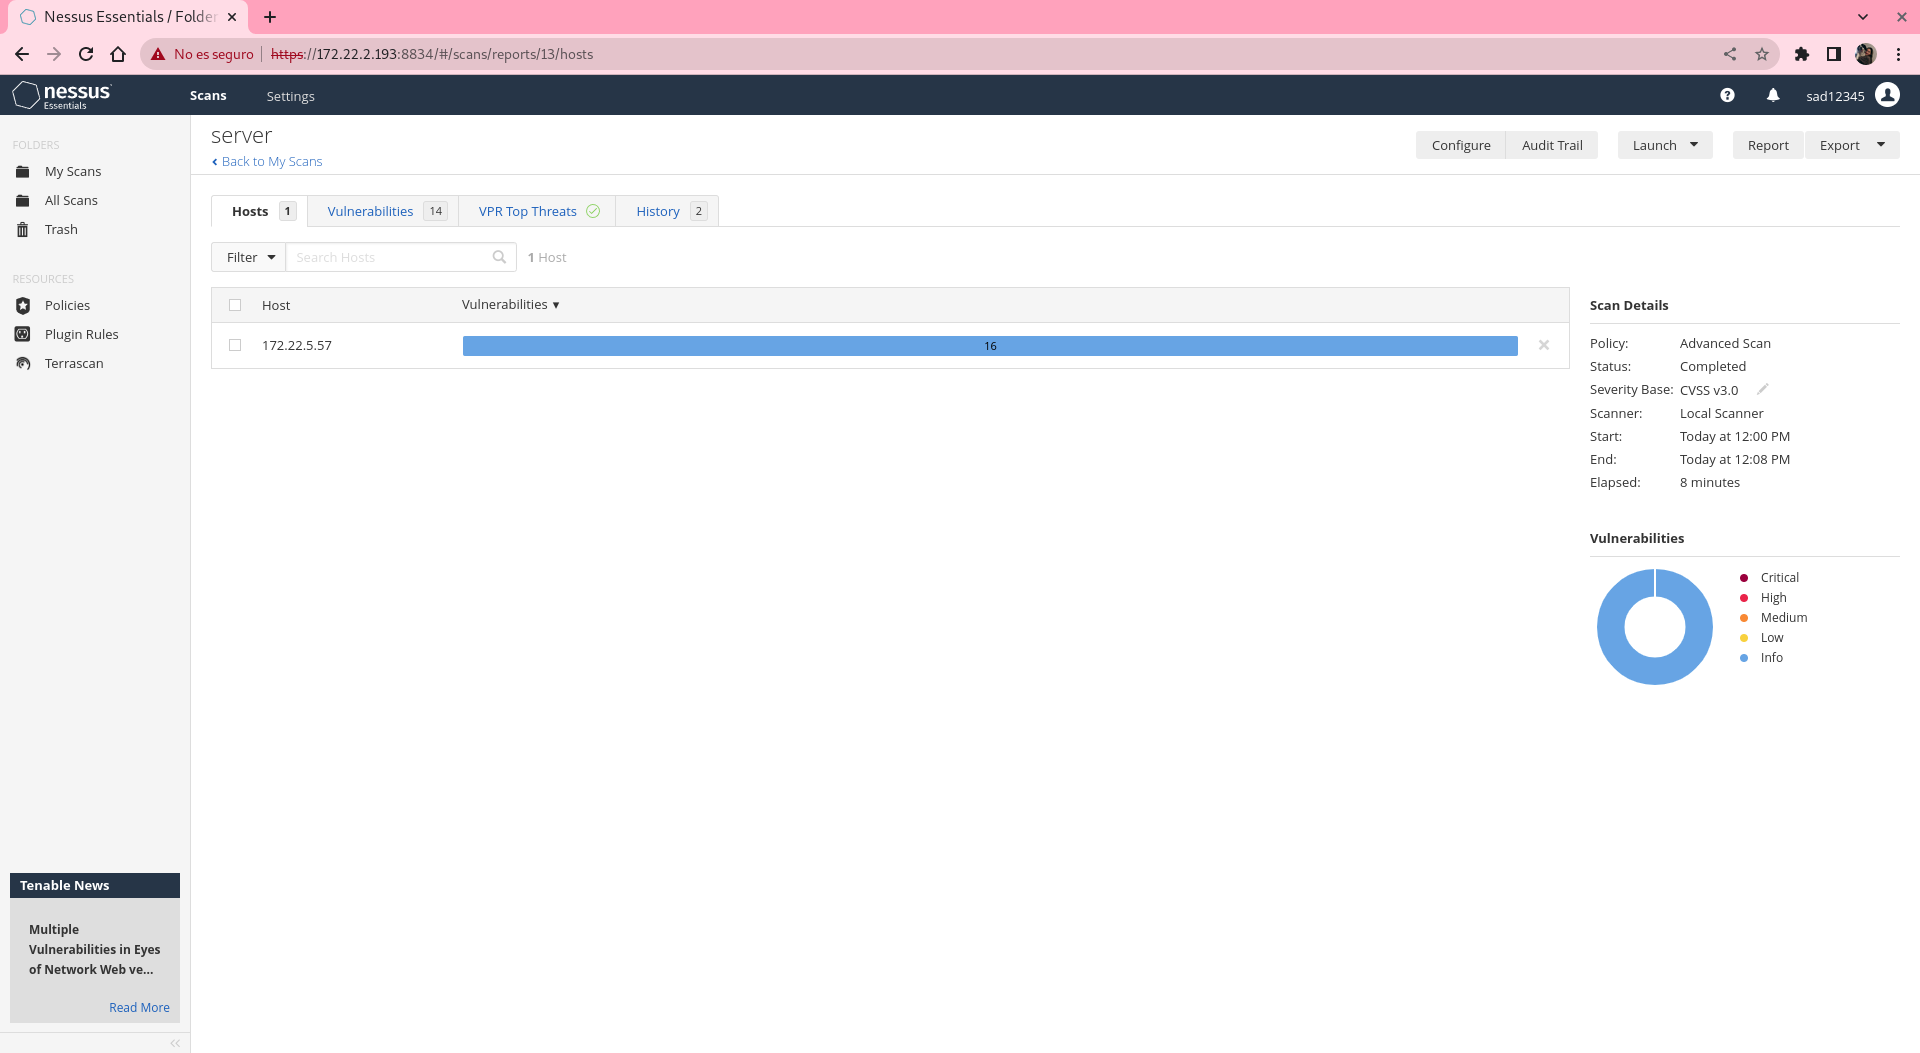 Nessus Essentials / Folder
No es seguro https://172.22.2.193:8834/#/scans/reports/13/hosts
nessus
Essentials
Scans Settings sad12345
FOLDERS
My Scans
All Scans
Trash
RESOURCES
Policies
Plugin Rules
Terrascan
Tenable News
Multiple
Vulnerabilities in Eyes
of Network Web ve...
Read More
server
Back to My Scans
Configure Audit Trail Launch Report Export
Hosts 1 Vulnerabilities 14 VPR Top Threats History 2
Filter Search Hosts 1 Host
Host Vulnerabilities
172.22.5.57 16
Scan Details
Policy: Advanced Scan
Status: Completed
Severity Base: CVSS v3.0
Scanner: Local Scanner
Start: Today at 12:00 PM
End: Today at 12:08 PM
Elapsed: 8 minutes
Vulnerabilities
Critical
High
Medium
Low
Info